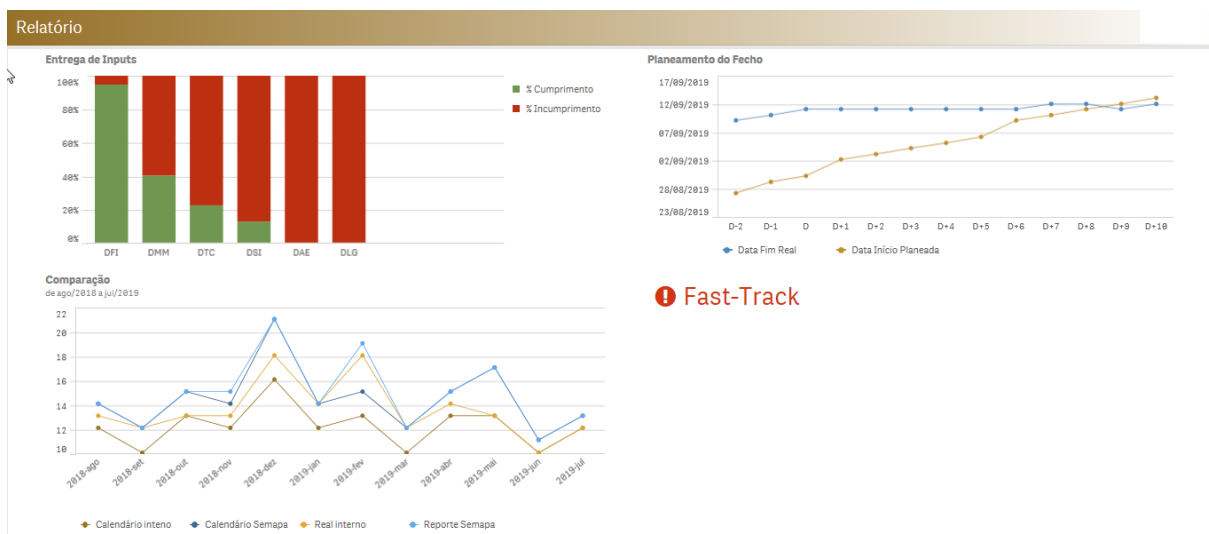 Relatório
Entrega de Inputs
100%
80%
60%
40%
20%
0%
DFI DMM DTC DSI DAE DLG
% Cumprimento
% Incumprimento
Planeamento do Fecho
17/09/2019
12/09/2019
07/09/2019
02/09/2019
28/08/2019
23/08/2019
D-2 D-1 D D+1 D+2 D+3 D+4 D+5 D+6 D+7 D+8 D+9 D+10
Data Fim Real Data Início Planeada
Comparação
de ago/2018 a jul/2019
22
20
18
16
14
12
10
2018-ago 2018-set 2018-out 2018-nov 2018-dez 2019-jan 2019-fev 2019-mar 2019-abr 2019-mai 2019-jun 2019-jul
Calendário inteno Calendário Semapa Real interno Reporte Semapa
Fast-Track